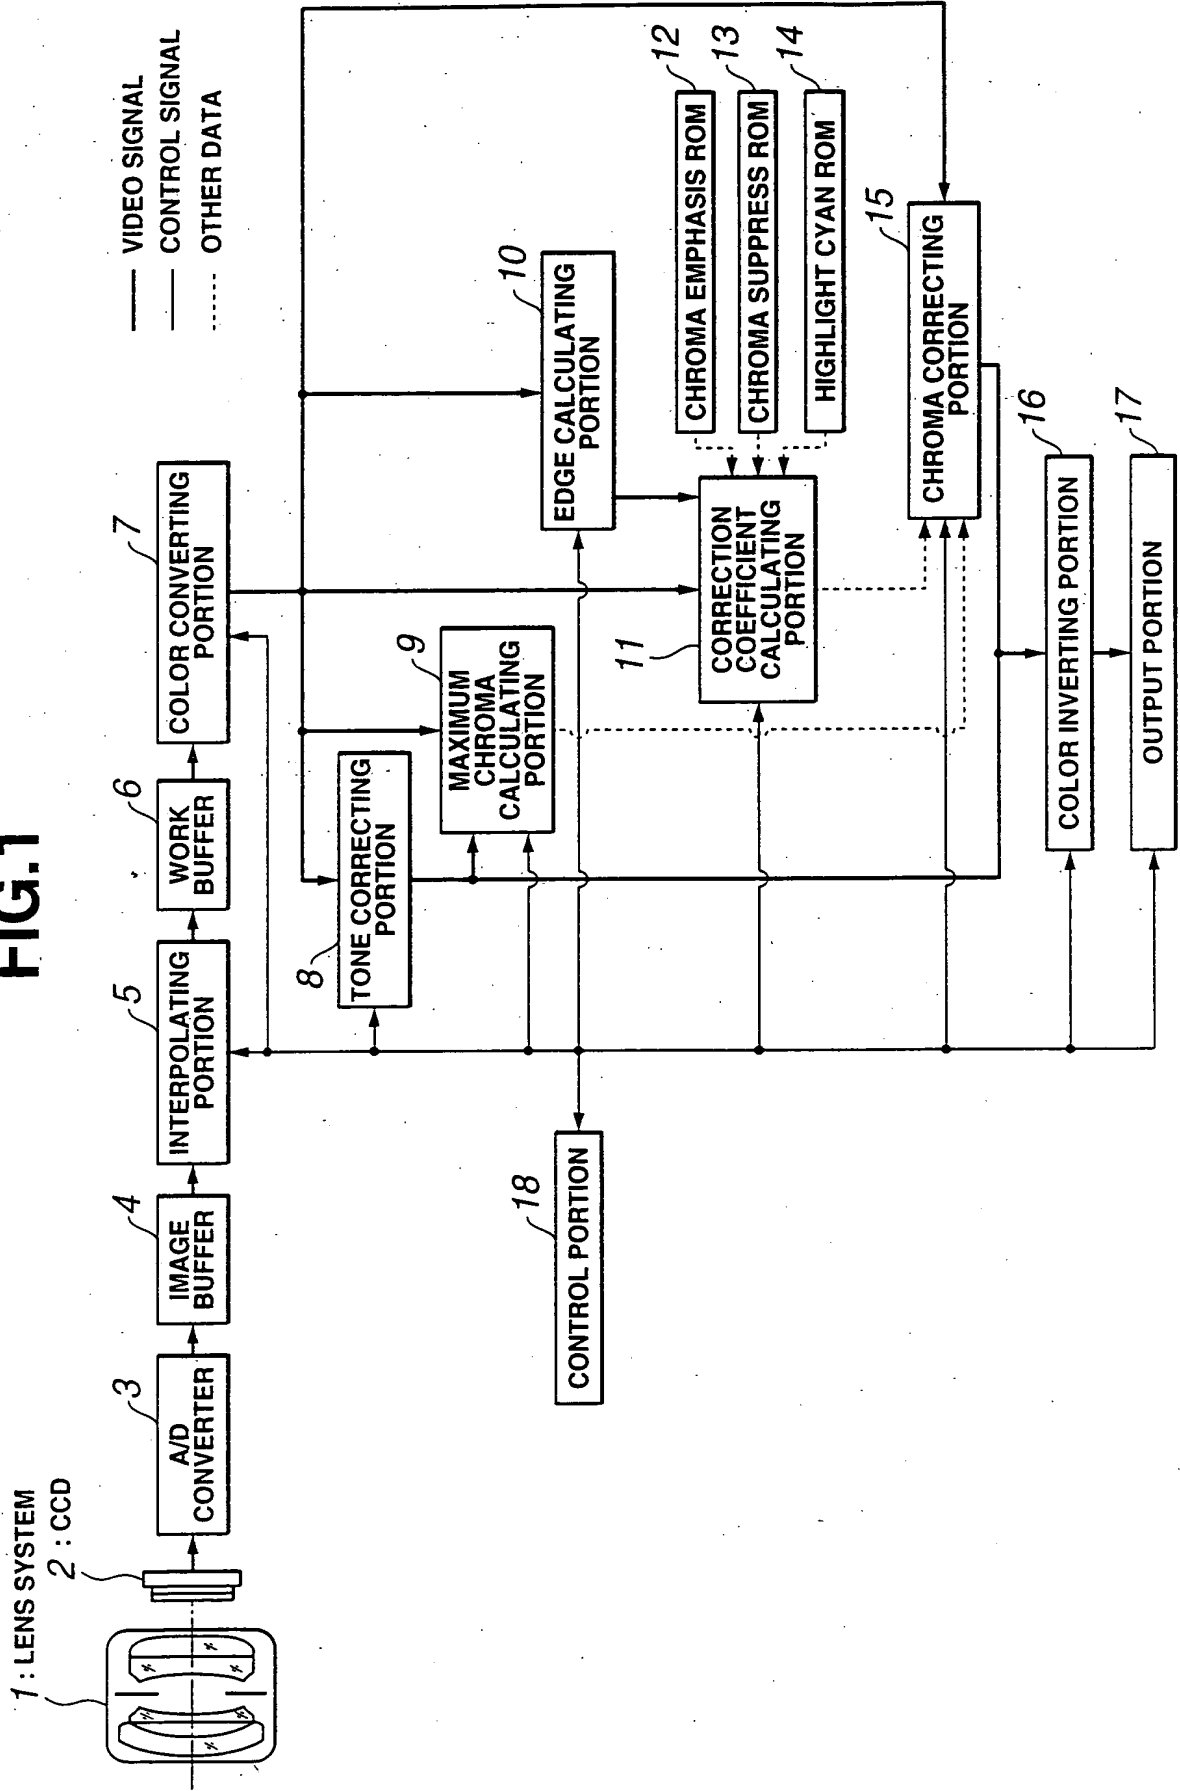 FIG.1
1 : LENS SYSTEM
2 : CCD
3
A/D
CONVERTER
4
IMAGE
BUFFER
5
INTERPOLATING
PORTION
6
WORK
BUFFER
7
COLOR CONVERTING
PORTION
VIDEO SIGNAL
CONTROL SIGNAL
OTHER DATA
8
TONE CORRECTING
PORTION
9
MAXIMUM
CHROMA
CALCULATING
PORTION
10
EDGE CALCULATING
PORTION
11
CORRECTION
COEFFICIENT
CALCULATING
PORTION
12
CHROMA EMPHASIS ROM
13
CHROMA SUPPRESS ROM
14
HIGHLIGHT CYAN ROM
15
CHROMA CORRECTING
PORTION
16
COLOR INVERTING PORTION
17
OUTPUT PORTION
18
CONTROL PORTION